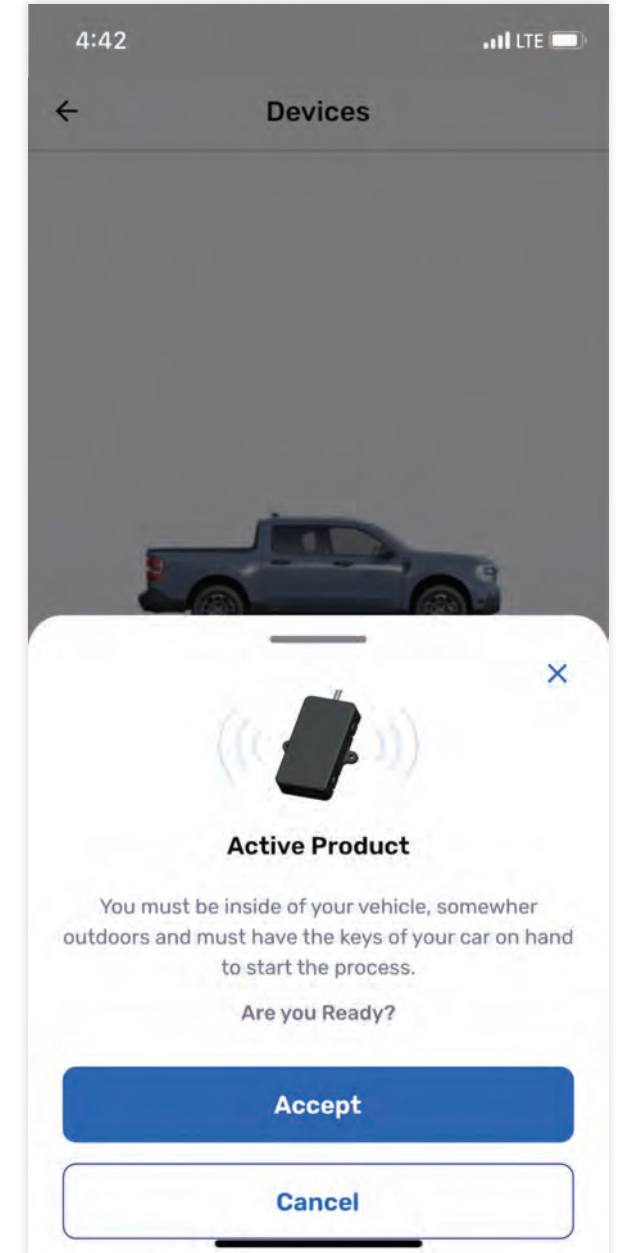 4:42
LTE
Devices
Active Product
You must be inside of your vehicle, somewher
outdoors and must have the keys of your car on hand
to start the process.
Are you Ready?
Accept
Cancel